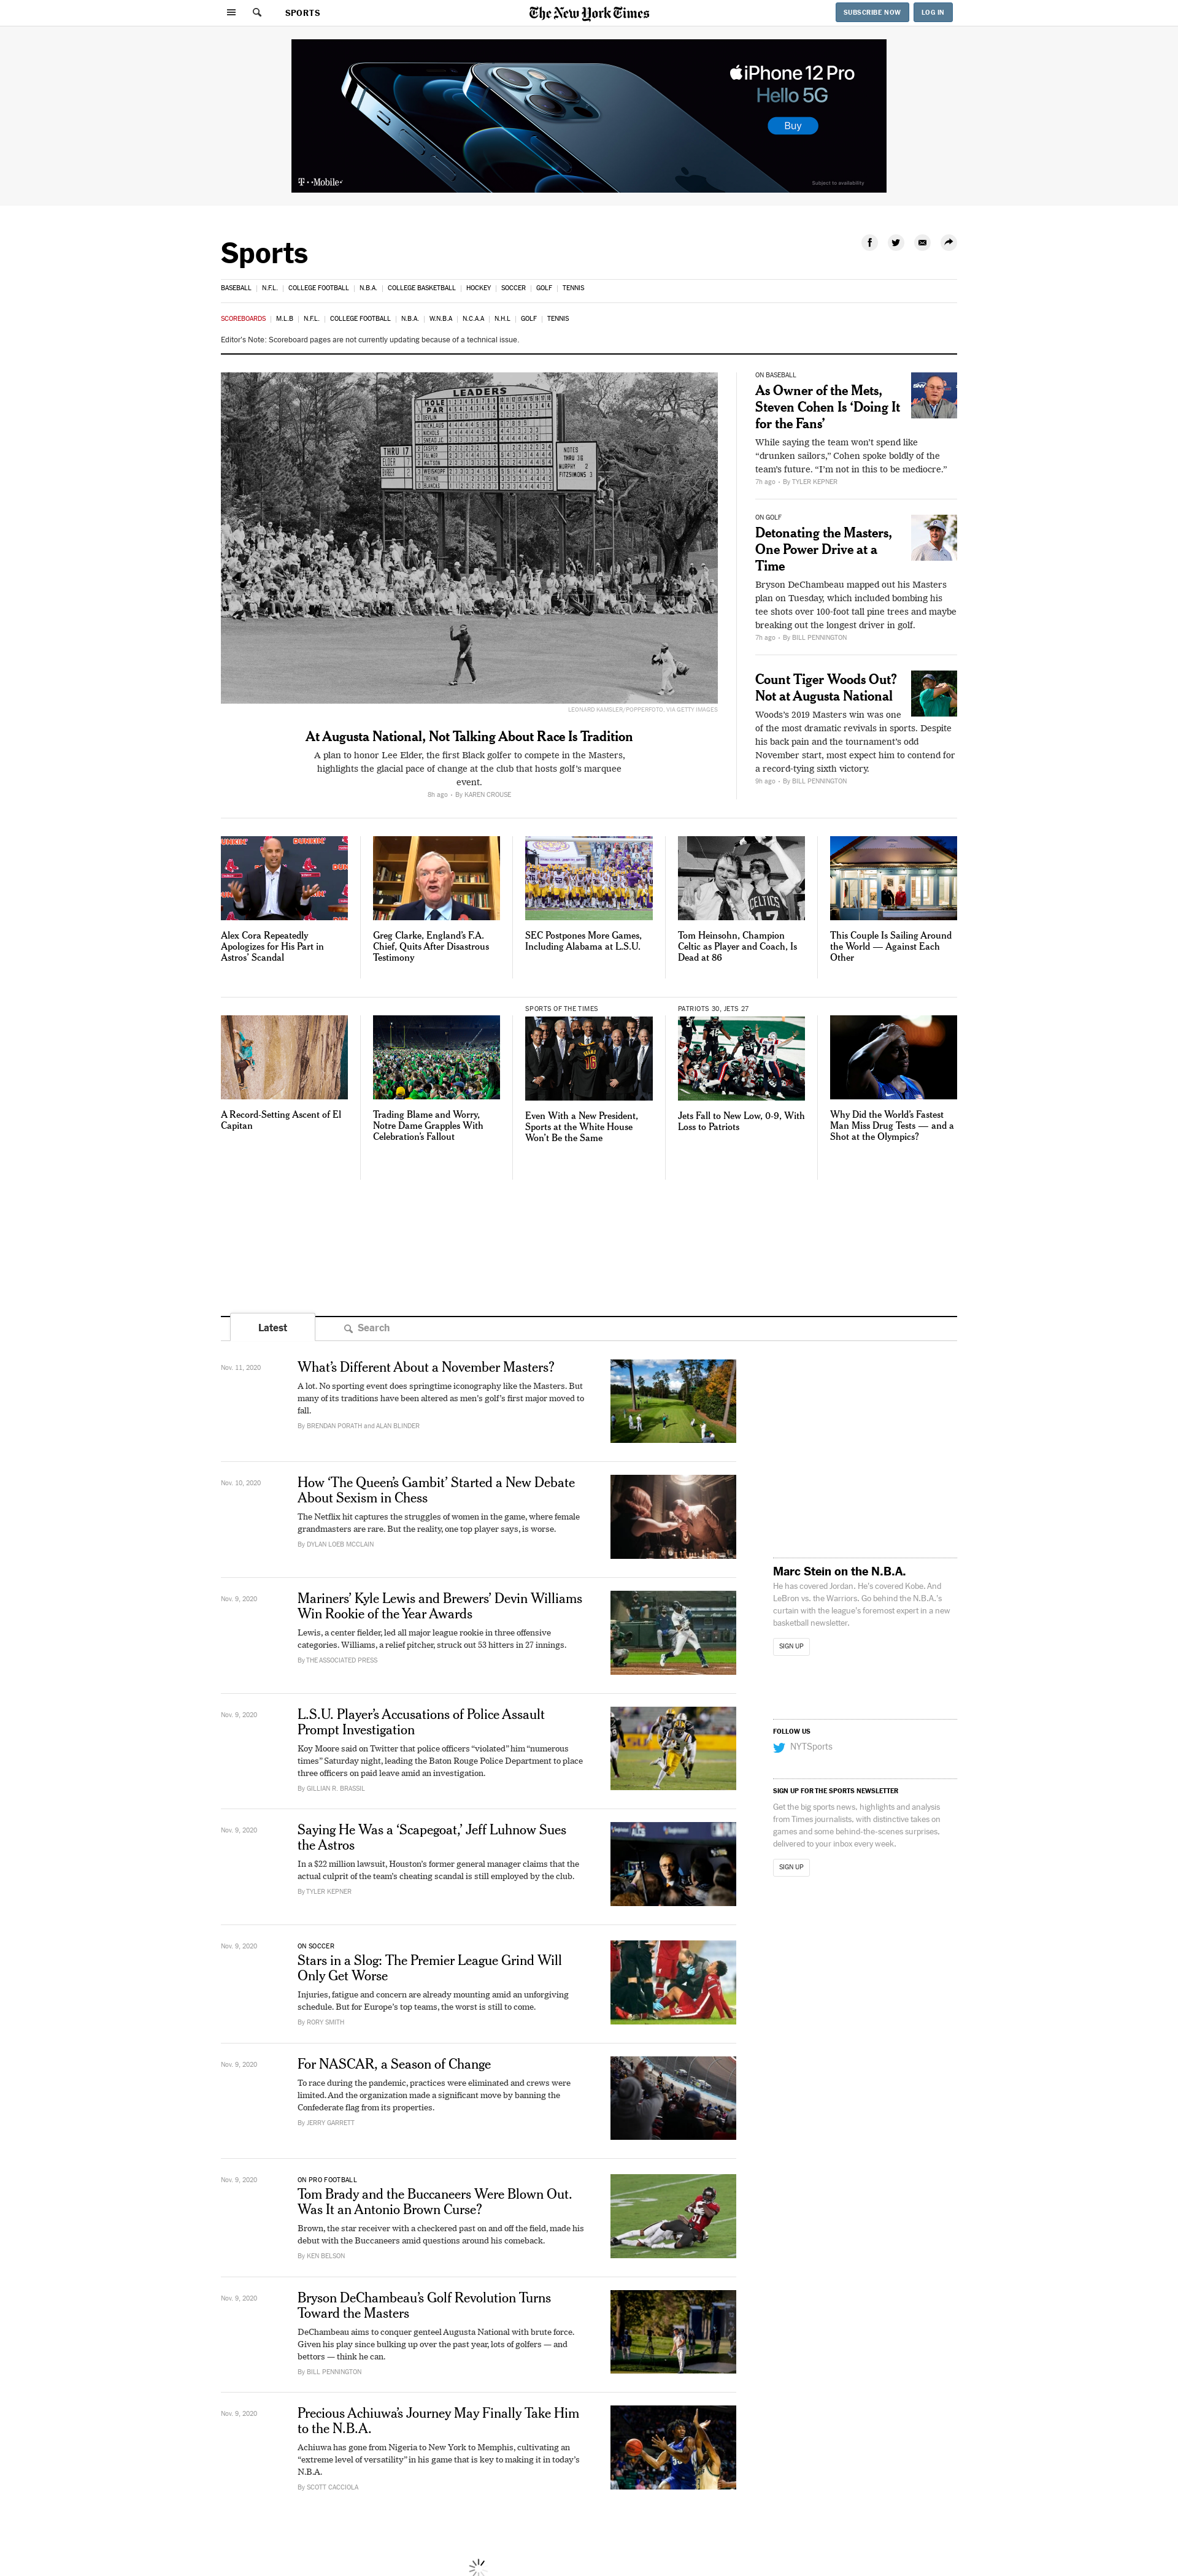 SPORTS
The New York Times
SUBSCRIBE NOW
LOG IN
iPhone 12 Pro
Hello 5G
Buy
T-Mobile
Subject to availability
Sports
BASEBALL | N.F.L. | COLLEGE FOOTBALL | N.B.A. | COLLEGE BASKETBALL | HOCKEY | SOCCER | GOLF | TENNIS
SCOREBOARDS | M.L.B | N.F.L. | COLLEGE FOOTBALL | N.B.A. | W.N.B.A | N.C.A.A | N.H.L | GOLF | TENNIS
Editor's Note: Scoreboard pages are not currently updating because of a technical issue.
LEADERS
HOLE
PAR
THRU 17
ELDER
NOTES
THRU 16
MURPHY 2
FITZSIMONS 3
LEONARD KAMSLER/POPPERFOTO, VIA GETTY IMAGES
At Augusta National, Not Talking About Race Is Tradition
A plan to honor Lee Elder, the first Black golfer to compete in the Masters,
highlights the glacial pace of change at the club that hosts golf's marquee
event.
8h ago • By KAREN CROUSE
ON BASEBALL
As Owner of the Mets,
Steven Cohen Is ‘Doing It
for the Fans’
While saying the team won't spend like
“drunken sailors,” Cohen spoke boldly of the
team's future. “I'm not in this to be mediocre.”
7h ago • By TYLER KEPNER
ON GOLF
Detonating the Masters,
One Power Drive at a
Time
Bryson DeChambeau mapped out his Masters
plan on Tuesday, which included bombing his
tee shots over 100-foot tall pine trees and maybe
breaking out the longest driver in golf.
7h ago • By BILL PENNINGTON
Count Tiger Woods Out?
Not at Augusta National
Woods's 2019 Masters win was one
of the most dramatic revivals in sports. Despite
his back pain and the tournament's odd
November start, most expect him to contend for
a record-tying sixth victory.
8h ago • By BILL PENNINGTON
Alex Cora Repeatedly
Apologizes for His Part in
Astros’ Scandal
Greg Clarke, England’s F.A.
Chief, Quits After Disastrous
Testimony
SEC Postpones More Games,
Including Alabama at L.S.U.
CELTICS
Tom Heinsohn, Champion
Celtic as Player and Coach, Is
Dead at 86
This Couple Is Sailing Around
the World — Against Each
Other
A Record-Setting Ascent of El
Capitan
Trading Blame and Worry,
Notre Dame Grapples With
Celebration’s Fallout
SPORTS OF THE TIMES
Even With a New President,
Sports at the White House
Won’t Be the Same
PATRIOTS 30, JETS 27
Jets Fall to New Low, 0-9, With
Loss to Patriots
Why Did the World’s Fastest
Man Miss Drug Tests — and a
Shot at the Olympics?
Latest
Search
Nov. 11, 2020
What’s Different About a November Masters?
A lot. No sporting event does springtime iconography like the Masters. But
many of its traditions have been altered as men's golf's first major moved to
fall.
By BRENDAN PORATH and ALAN BLINDER
Nov. 10, 2020
How ‘The Queen’s Gambit’ Started a New Debate
About Sexism in Chess
The Netflix hit captures the struggles of women in the game, where female
grandmasters are rare. But the reality, one top player says, is worse.
By DYLAN LOEB MCCLAIN
Nov. 9, 2020
Mariners’ Kyle Lewis and Brewers’ Devin Williams
Win Rookie of the Year Awards
Lewis, a center fielder, led all major league rookie in three offensive
categories. Williams, a relief pitcher, struck out 53 hitters in 27 innings.
By THE ASSOCIATED PRESS
Nov. 9, 2020
L.S.U. Player’s Accusations of Police Assault
Prompt Investigation
Koy Moore said on Twitter that police officers “violated” him “numerous
times” Saturday night, leading the Baton Rouge Police Department to place
three officers on paid leave amid an investigation.
By GILLIAN R. BRASSIL
Nov. 9, 2020
Saying He Was a ‘Scapegoat,’ Jeff Luhnow Sues
the Astros
In a $22 million lawsuit, Houston's former general manager claims that the
actual culprit of the team's cheating scandal is still employed by the club.
By TYLER KEPNER
Nov. 9, 2020
ON SOCCER
Stars in a Slog: The Premier League Grind Will
Only Get Worse
Injuries, fatigue and concern are already mounting amid an unforgiving
schedule. But for Europe's top teams, the worst is still to come.
By RORY SMITH
Nov. 9, 2020
For NASCAR, a Season of Change
To race during the pandemic, practices were eliminated and crews were
limited. And the organization made a significant move by banning the
Confederate flag from its properties.
By JERRY GARRETT
Nov. 9, 2020
ON PRO FOOTBALL
Tom Brady and the Buccaneers Were Blown Out.
Was It an Antonio Brown Curse?
Brown, the star receiver with a checkered past on and off the field, made his
debut with the Buccaneers amid questions around his comeback.
By KEN BELSON
Nov. 9, 2020
Bryson DeChambeau’s Golf Revolution Turns
Toward the Masters
DeChambeau aims to conquer genteel Augusta National with brute force.
Given his play since bulking up over the past year, lots of golfers — and
bettors — think he can.
By BILL PENNINGTON
Nov. 9, 2020
Precious Achiuwa’s Journey May Finally Take Him
to the N.B.A.
Achiuwa has gone from Nigeria to New York to Memphis, cultivating an
“extreme level of versatility” in his game that is key to making it in today's
N.B.A.
By SCOTT CACCIOLA
Marc Stein on the N.B.A.
He has covered Jordan. He's covered Kobe. And
LeBron vs. the Warriors. Go behind the N.B.A.'s
curtain with the league's foremost expert in a new
basketball newsletter.
SIGN UP
FOLLOW US
NYTSports
SIGN UP FOR THE SPORTS NEWSLETTER
Get the big sports news, highlights and analysis
from Times journalists, with distinctive takes on
games and some behind-the-scenes surprises,
delivered to your inbox every week.
SIGN UP